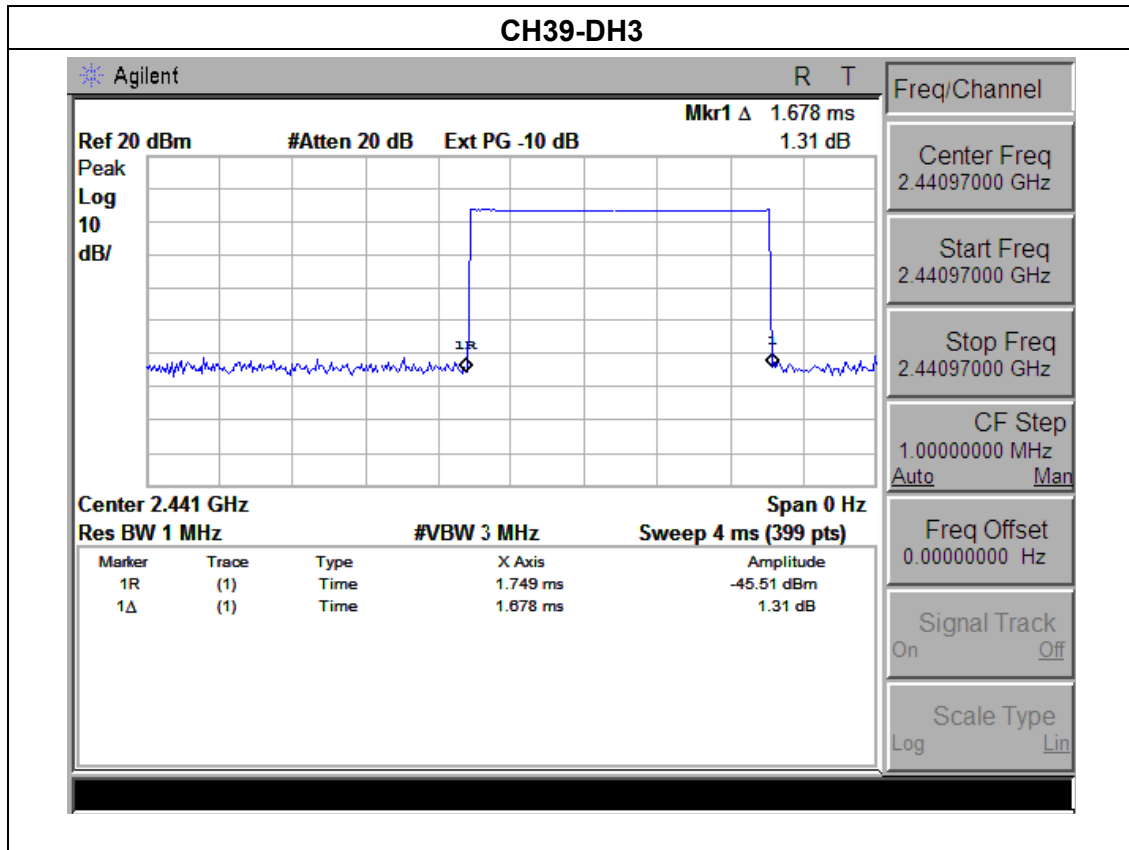 CH39-DH3
Agilent R T
Mkr1 Δ 1.678 ms
Ref 20 dBm #Atten 20 dB Ext PG -10 dB 1.31 dB
Peak
Log
10
dB/
1R
1
Center 2.441 GHz Span 0 Hz
Res BW 1 MHz #VBW 3 MHz Sweep 4 ms (399 pts)
Marker Trace Type X Axis Amplitude
1R (1) Time 1.749 ms -45.51 dBm
1Δ (1) Time 1.678 ms 1.31 dB
Freq/Channel
Center Freq
2.44097000 GHz
Start Freq
2.44097000 GHz
Stop Freq
2.44097000 GHz
CF Step
1.00000000 MHz
Auto Man
Freq Offset
0.00000000 Hz
Signal Track
On Off
Scale Type
Log Lin